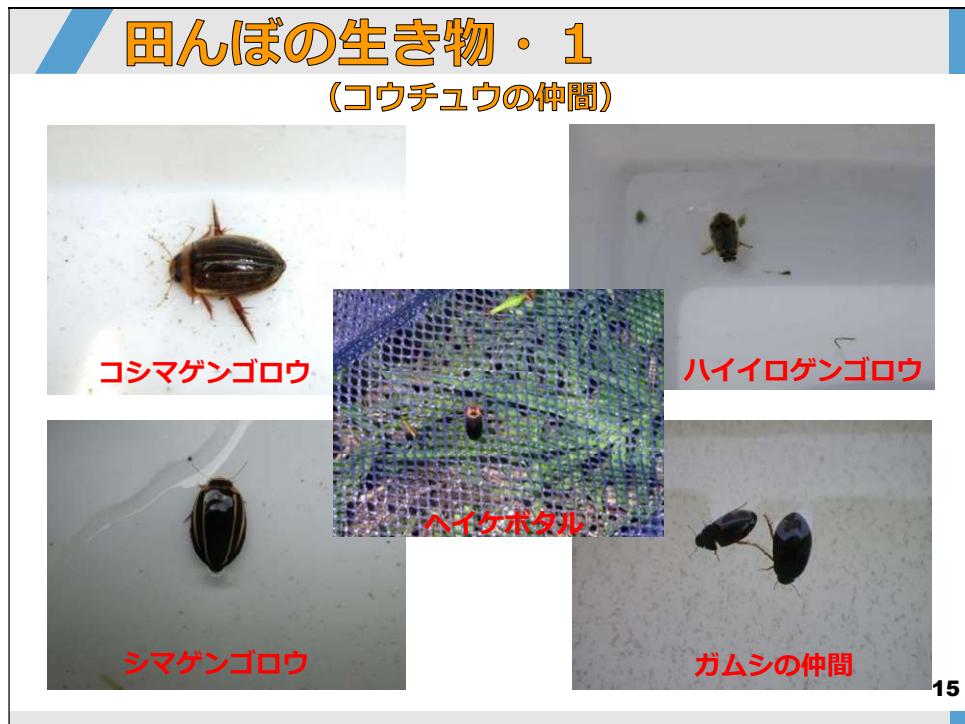 田んぼの生き物・1
（コウチュウの仲間）
コシマゲンゴロウ
ハイイロゲンゴロウ
ヘイケボタル
シマゲンゴロウ
ガムシの仲間
15